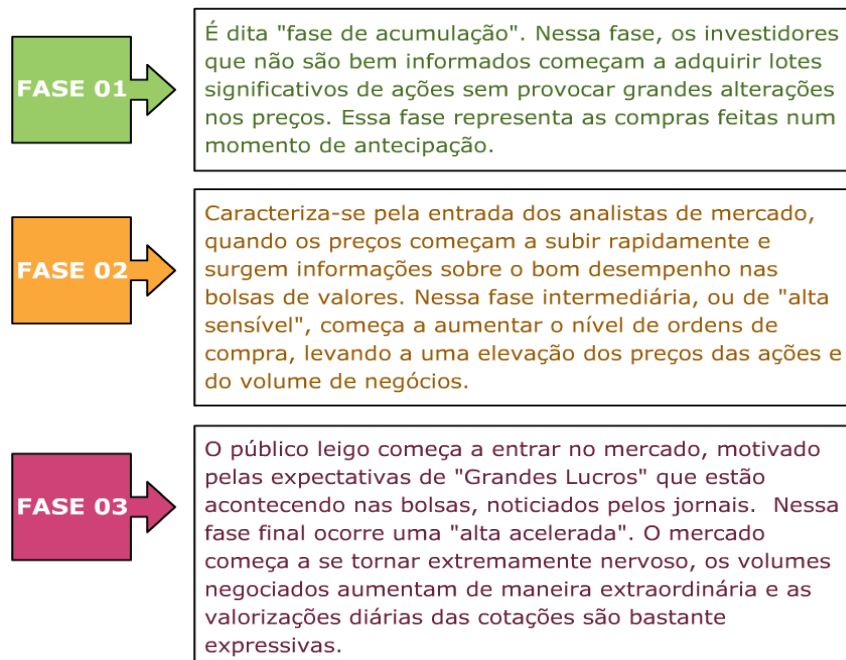 FASE 01
É dita "fase de acumulação". Nessa fase, os investidores
que não são bem informados começam a adquirir lotes
significativos de ações sem provocar grandes alterações
nos preços. Essa fase representa as compras feitas num
momento de antecipação.
FASE 02
Caracteriza-se pela entrada dos analistas de mercado,
quando os preços começam a subir rapidamente e
surgem informações sobre o bom desempenho nas
bolsas de valores. Nessa fase intermediária, ou de "alta
sensível", começa a aumentar o nível de ordens de
compra, levando a uma elevação dos preços das ações e
do volume de negócios.
FASE 03
O público leigo começa a entrar no mercado, motivado
pelas expectativas de "Grandes Lucros" que estão
acontecendo nas bolsas, noticiados pelos jornais.  Nessa
fase final ocorre uma "alta acelerada". O mercado
começa a se tornar extremamente nervoso, os volumes
negociados aumentam de maneira extraordinária e as
valorizações diárias das cotações são bastante
expressivas.